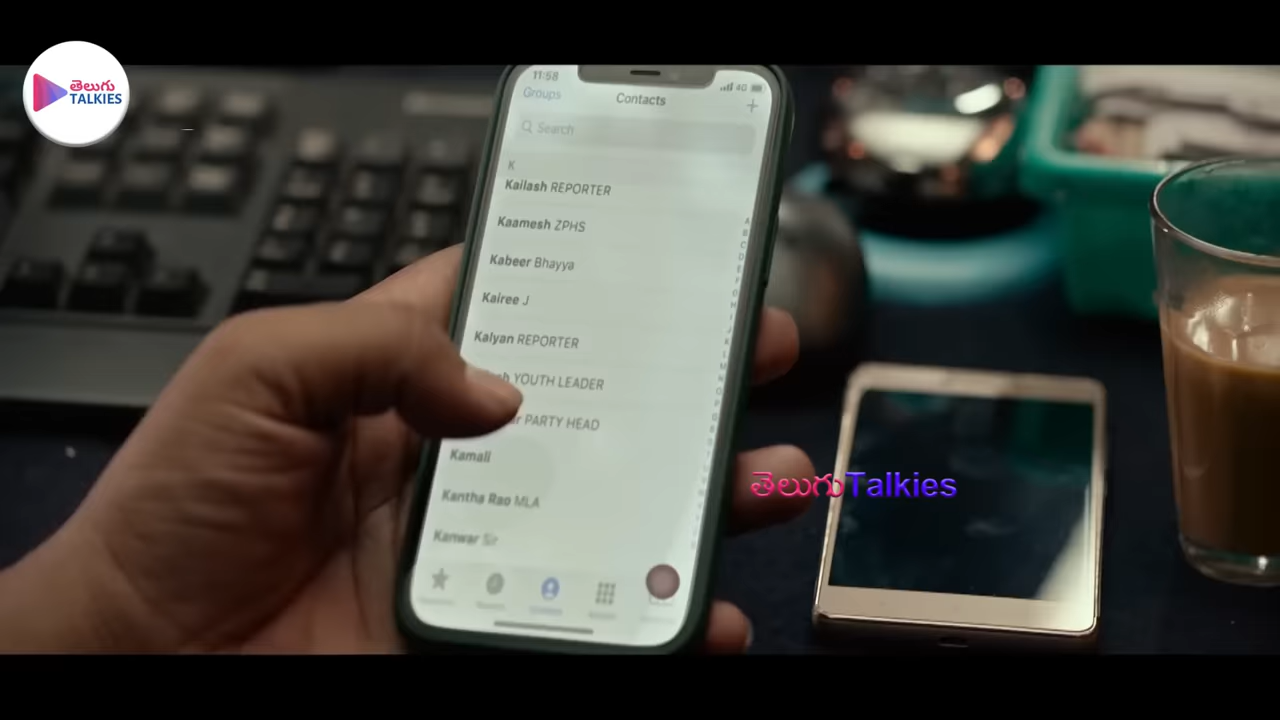 తెలుగు
TALKIES
11:58
4G
Groups
Contacts
+
Search
K
Kailash REPORTER
Kaamesh ZPHS
Kabeer Bhayya
Kairee J
Kalyan REPORTER
YOUTH LEADER
PARTY HEAD
Kamali
Kantha Rao MLA
Kanwar Sir
తెలుగుTalkies